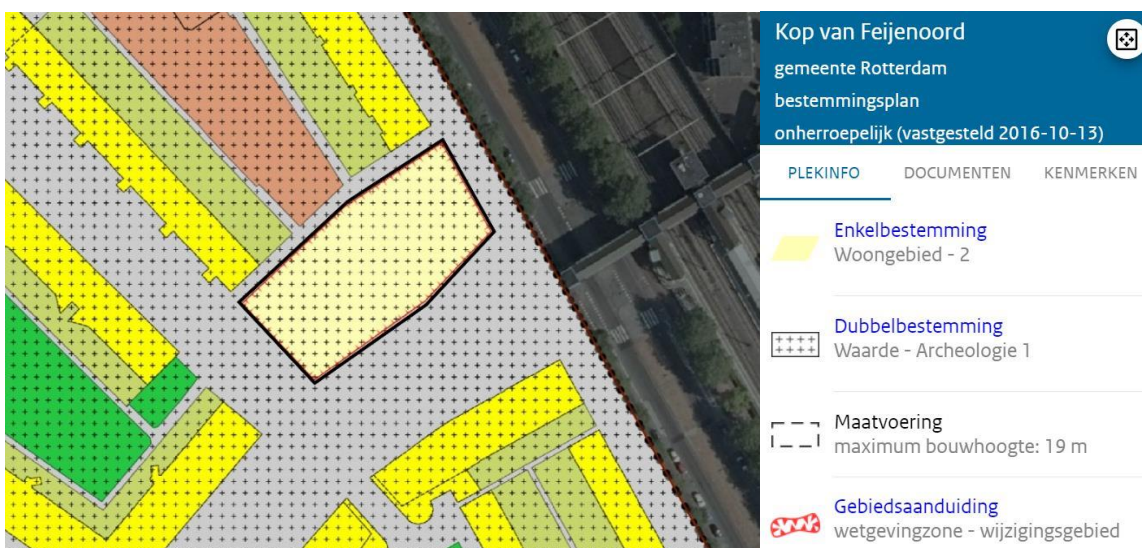 Kop van Feijenoord
gemeente Rotterdam
bestemmingsplan
onherroepelijk (vastgesteld 2016-10-13)
PLEKINFO DOCUMENTEN KENMERKEN
Enkelbestemming
Woongebied - 2
Dubbelbestemming
Waarde - Archeologie 1
Maatvoering
maximum bouwhoogte: 19 m
Gebiedsaanduiding
wetgevingzone - wijzigingsgebied